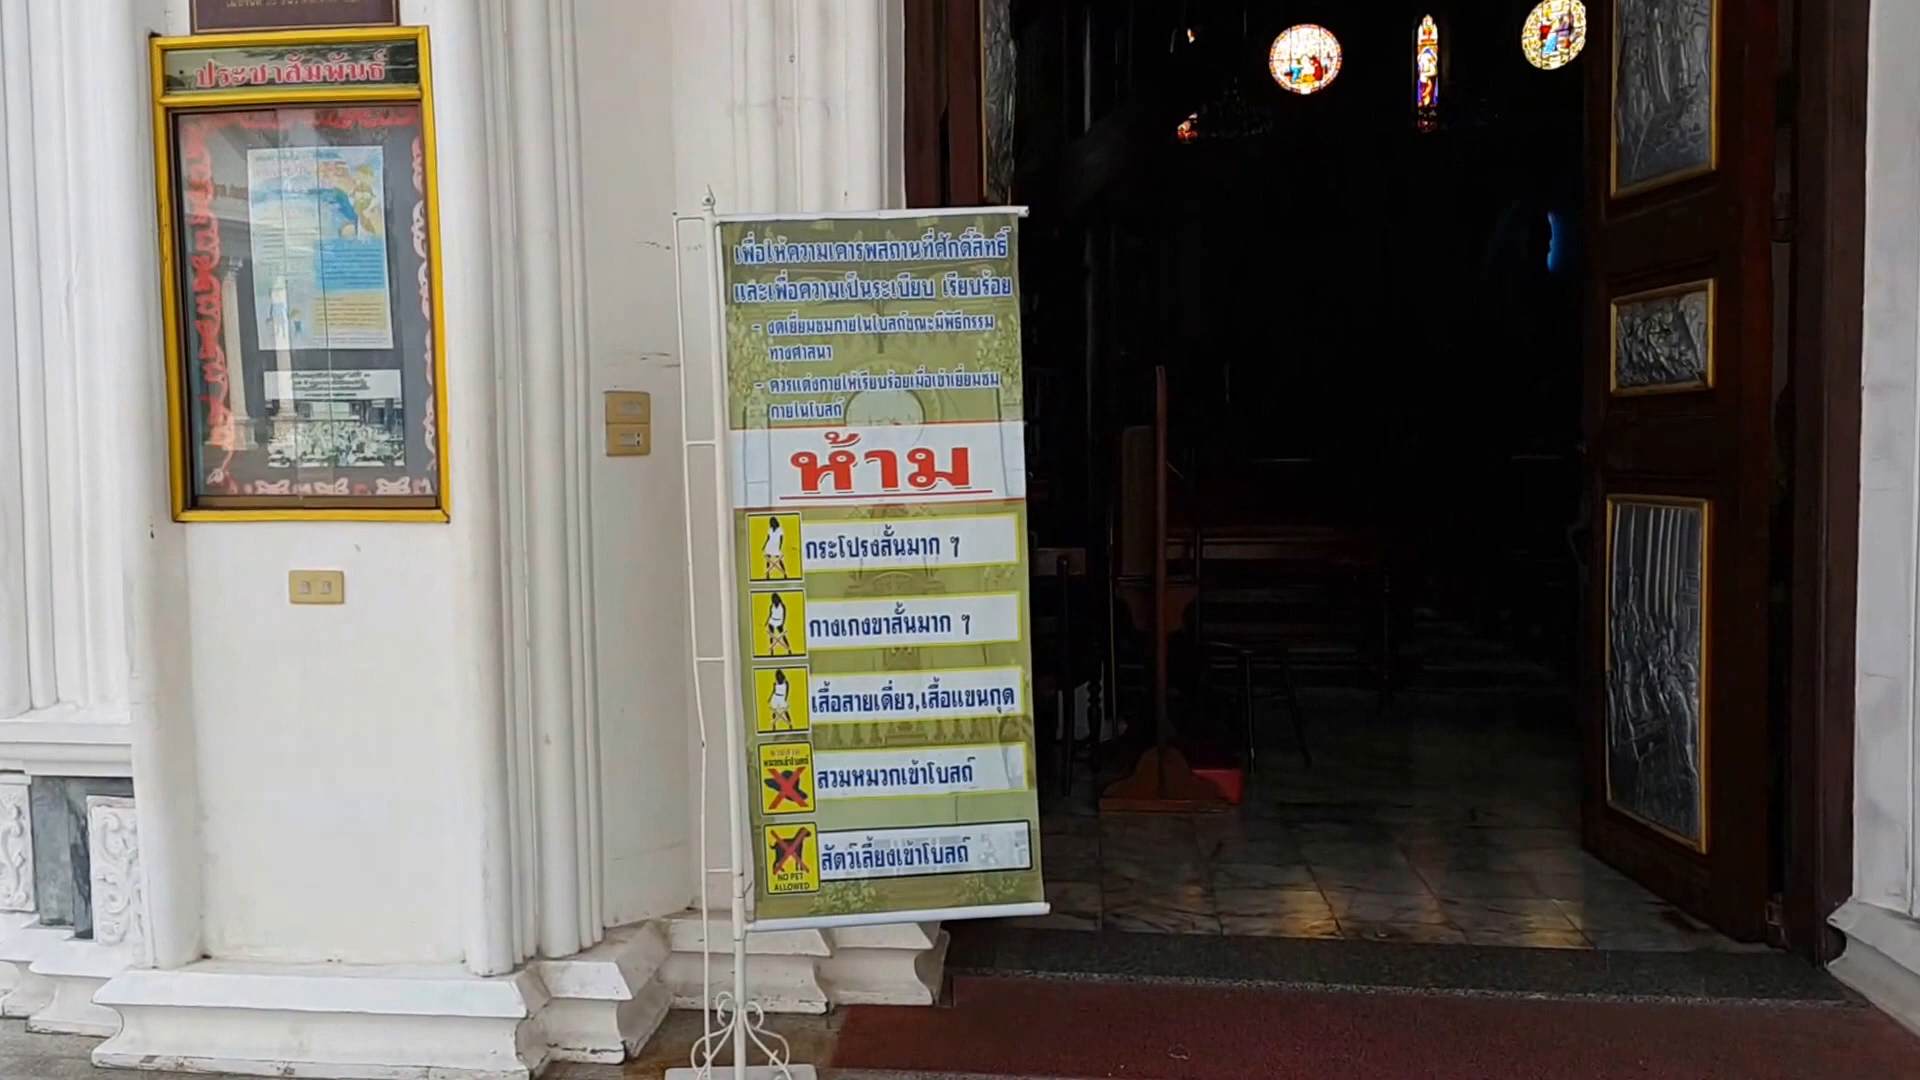 ประชาสัมพันธ์
เพื่อให้ความเคารพสถานที่ศักดิ์สิทธิ์
และเพื่อความเป็นระเบียบ เรียบร้อย
- งดเยี่ยมชมภายในโบสถ์ขณะมีพิธีกรรม
ทางศาสนา
- ควรแต่งกายให้เรียบร้อยเมื่อเข้าเยี่ยมชม
ภายในโบสถ์
ห้าม
กระโปรงสั้นมาก ๆ
กางเกงขาสั้นมาก ๆ
เสื้อสายเดี่ยว,เสื้อแขนกุด
สวมหมวกเข้าโบสถ์
สัตว์เลี้ยงเข้าโบสถ์
NO PET
ALLOWED